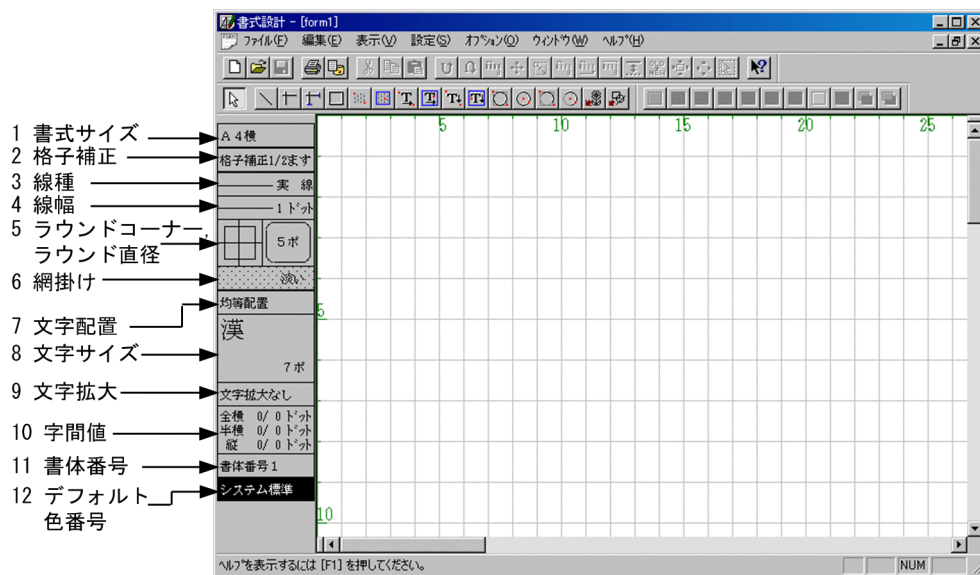 書式設計 - [form1]
ﾌｧｲﾙ(F) 編集(E) 表示(V) 設定(S) ｵﾌﾟｼｮﾝ(O) ｳｨﾝﾄﾞｳ(W) ﾍﾙﾌﾟ(H)
1 書式サイズ
2 格子補正
3 線種
4 線幅
5 ラウンドコーナー,
ラウンド直径
6 網掛け
7 文字配置
8 文字サイズ
9 文字拡大
10 字間値
11 書体番号
12 デフォルト
色番号
A4横
格子補正1/2ます
実 線
1 ﾄﾞｯﾄ
5ポ
淡い
均等配置
漢
7ポ
文字拡大なし
全横 0/ 0 ﾄﾞｯﾄ
半横 0/ 0 ﾄﾞｯﾄ
縦 0/ 0 ﾄﾞｯﾄ
書体番号1
システム標準
5 10 15 20 25
5
10
ﾍﾙﾌﾟを表示するには [F1] を押してください。
NUM